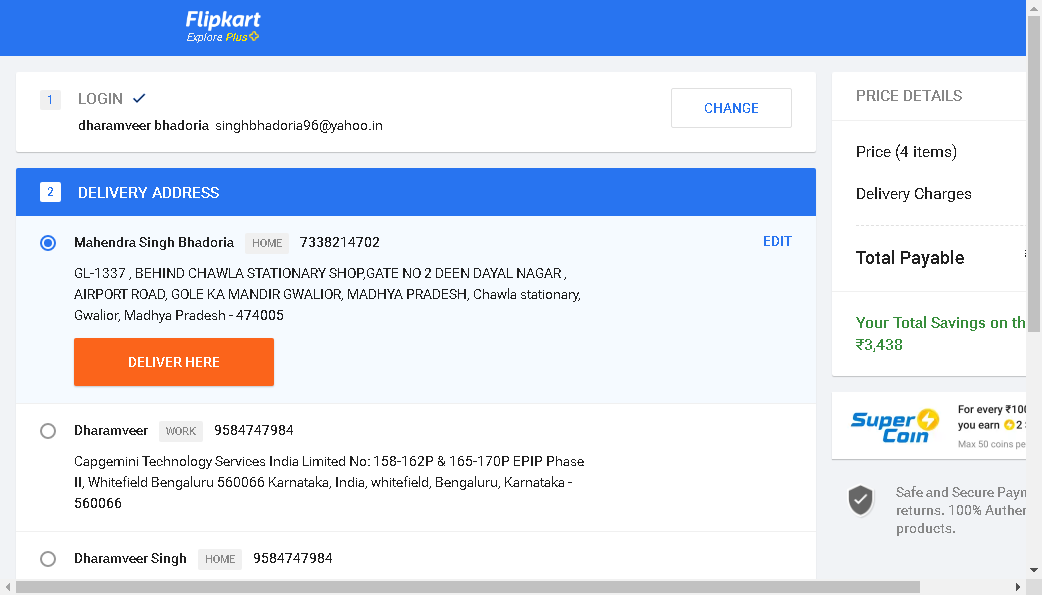 Flipkart
Explore Plus
1 LOGIN
dharamveer bhadoria singhbhadoria96@yahoo.in
CHANGE
2 DELIVERY ADDRESS
Mahendra Singh Bhadoria HOME 7338214702
EDIT
GL-1337 , BEHIND CHAWLA STATIONARY SHOP,GATE NO 2 DEEN DAYAL NAGAR ,
AIRPORT ROAD, GOLE KA MANDIR GWALIOR, MADHYA PRADESH, Chawla stationary,
Gwalior, Madhya Pradesh - 474005
DELIVER HERE
Dharamveer WORK 9584747984
Capgemini Technology Services India Limited No: 158-162P & 165-170P EPIP Phase
II, Whitefield Bengaluru 560066 Karnataka, India, whitefield, Bengaluru, Karnataka -
560066
Dharamveer Singh HOME 9584747984
PRICE DETAILS
Price (4 items)
Delivery Charges
Total Payable
Your Total Savings on th
₹3,438
Super Coin
For every ₹100
you earn 2
Max 50 coins pe
Safe and Secure Paym
returns. 100% Authen
products.